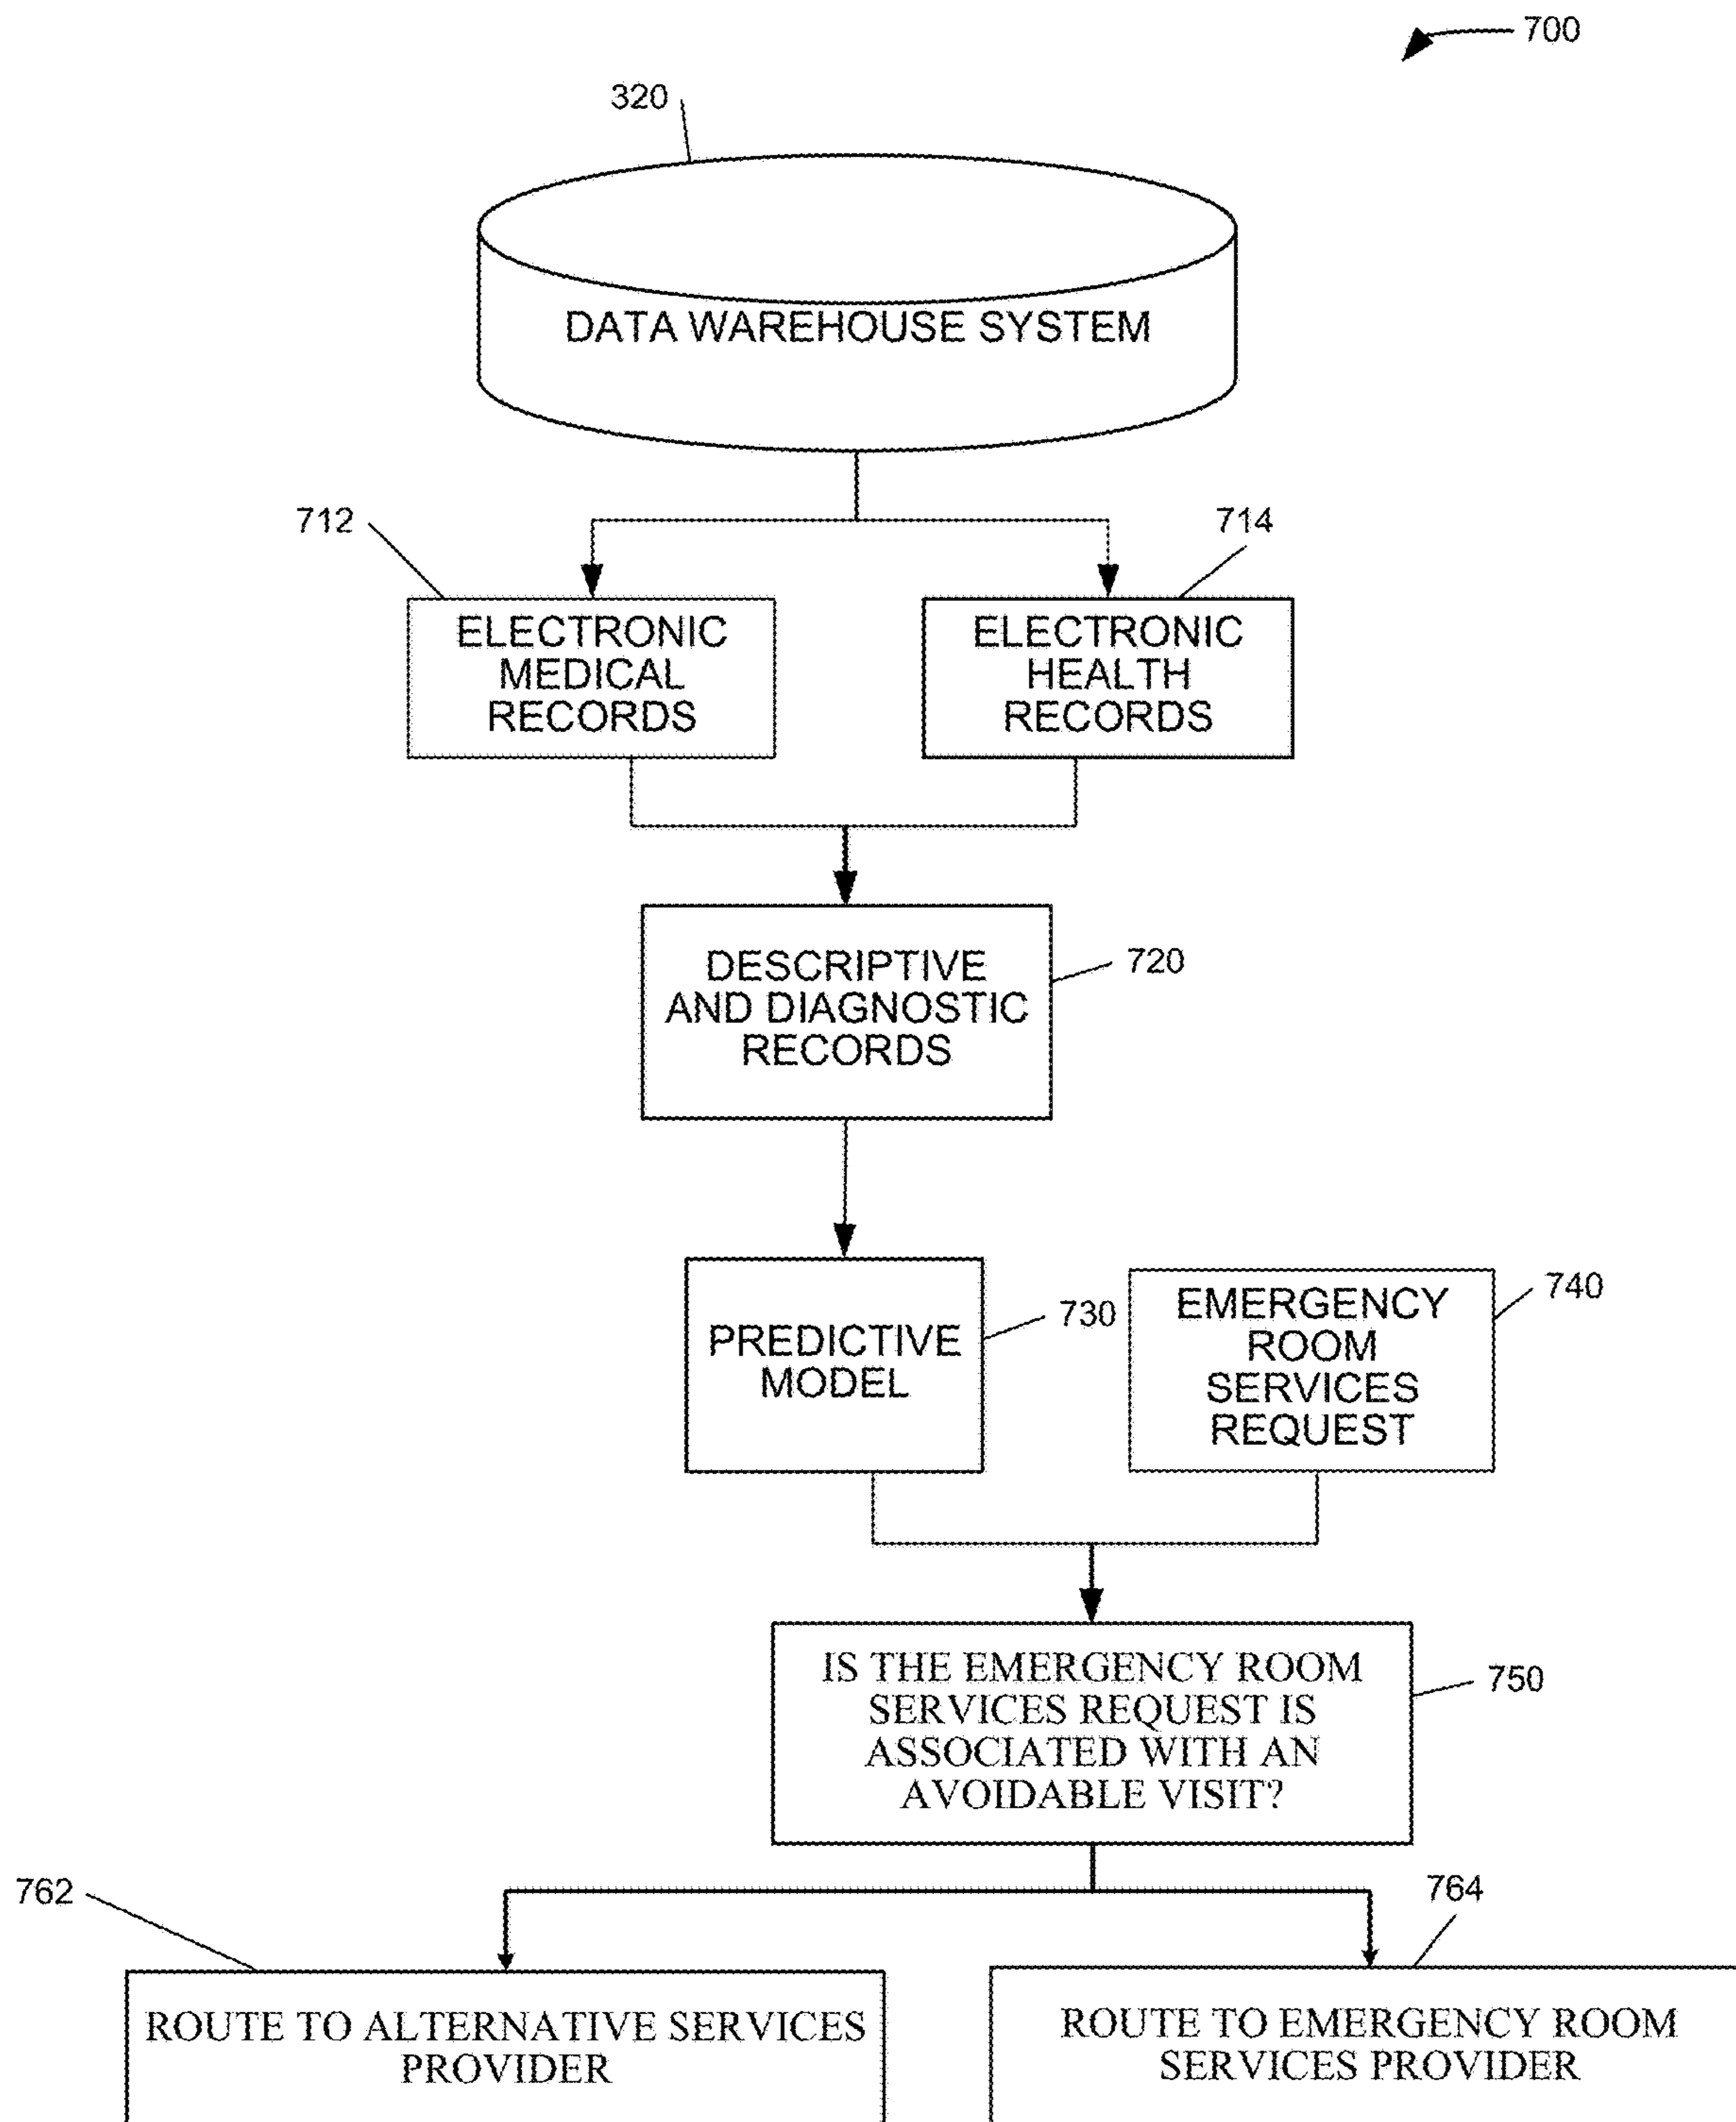 700
320
DATA WAREHOUSE SYSTEM
712
714
ELECTRONIC
MEDICAL
RECORDS
ELECTRONIC
HEALTH
RECORDS
DESCRIPTIVE
AND DIAGNOSTIC
RECORDS
720
PREDICTIVE
MODEL
730
EMERGENCY
ROOM
SERVICES
REQUEST
740
IS THE EMERGENCY ROOM
SERVICES REQUEST IS
ASSOCIATED WITH AN
AVOIDABLE VISIT?
750
762
764
ROUTE TO ALTERNATIVE SERVICES
PROVIDER
ROUTE TO EMERGENCY ROOM
SERVICES PROVIDER